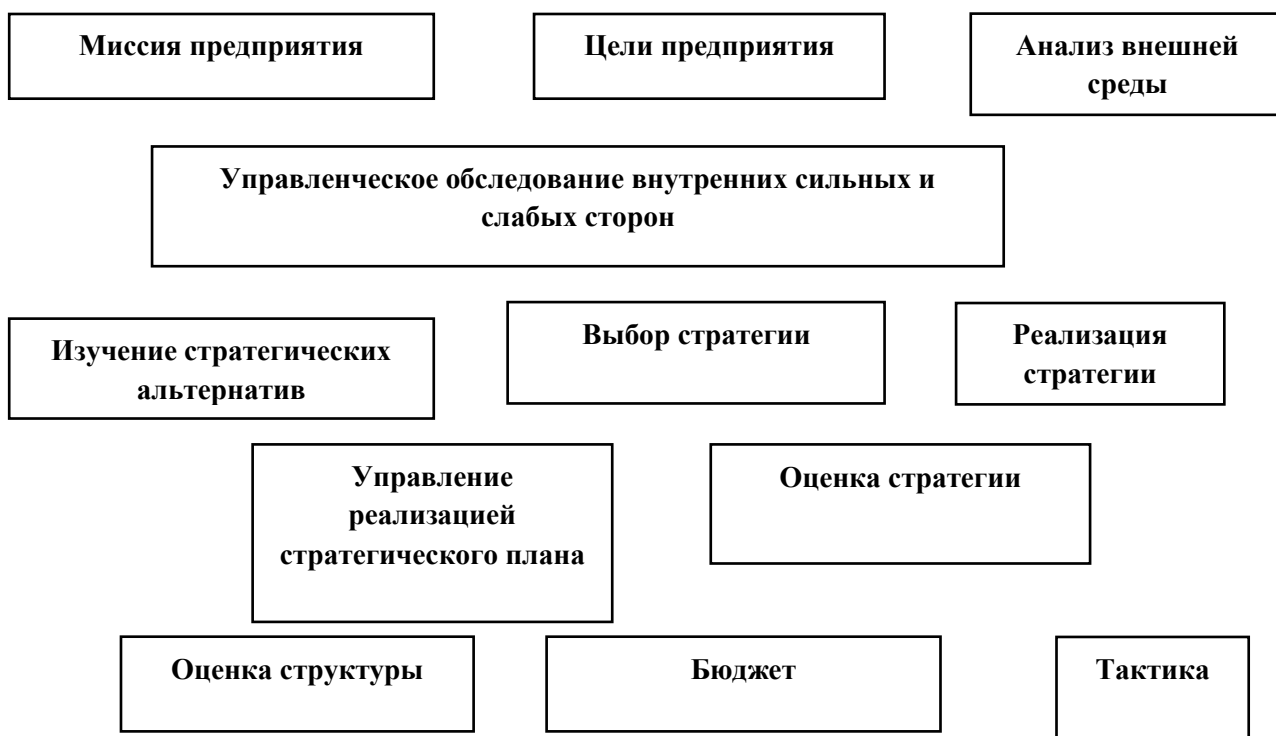 Миссия предприятия
Цели предприятия
Анализ внешней
среды
Управленческое обследование внутренних сильных и
слабых сторон
Изучение стратегических
альтернатив
Выбор стратегии
Реализация
стратегии
Управление
реализацией
стратегического плана
Оценка стратегии
Оценка структуры
Бюджет
Тактика